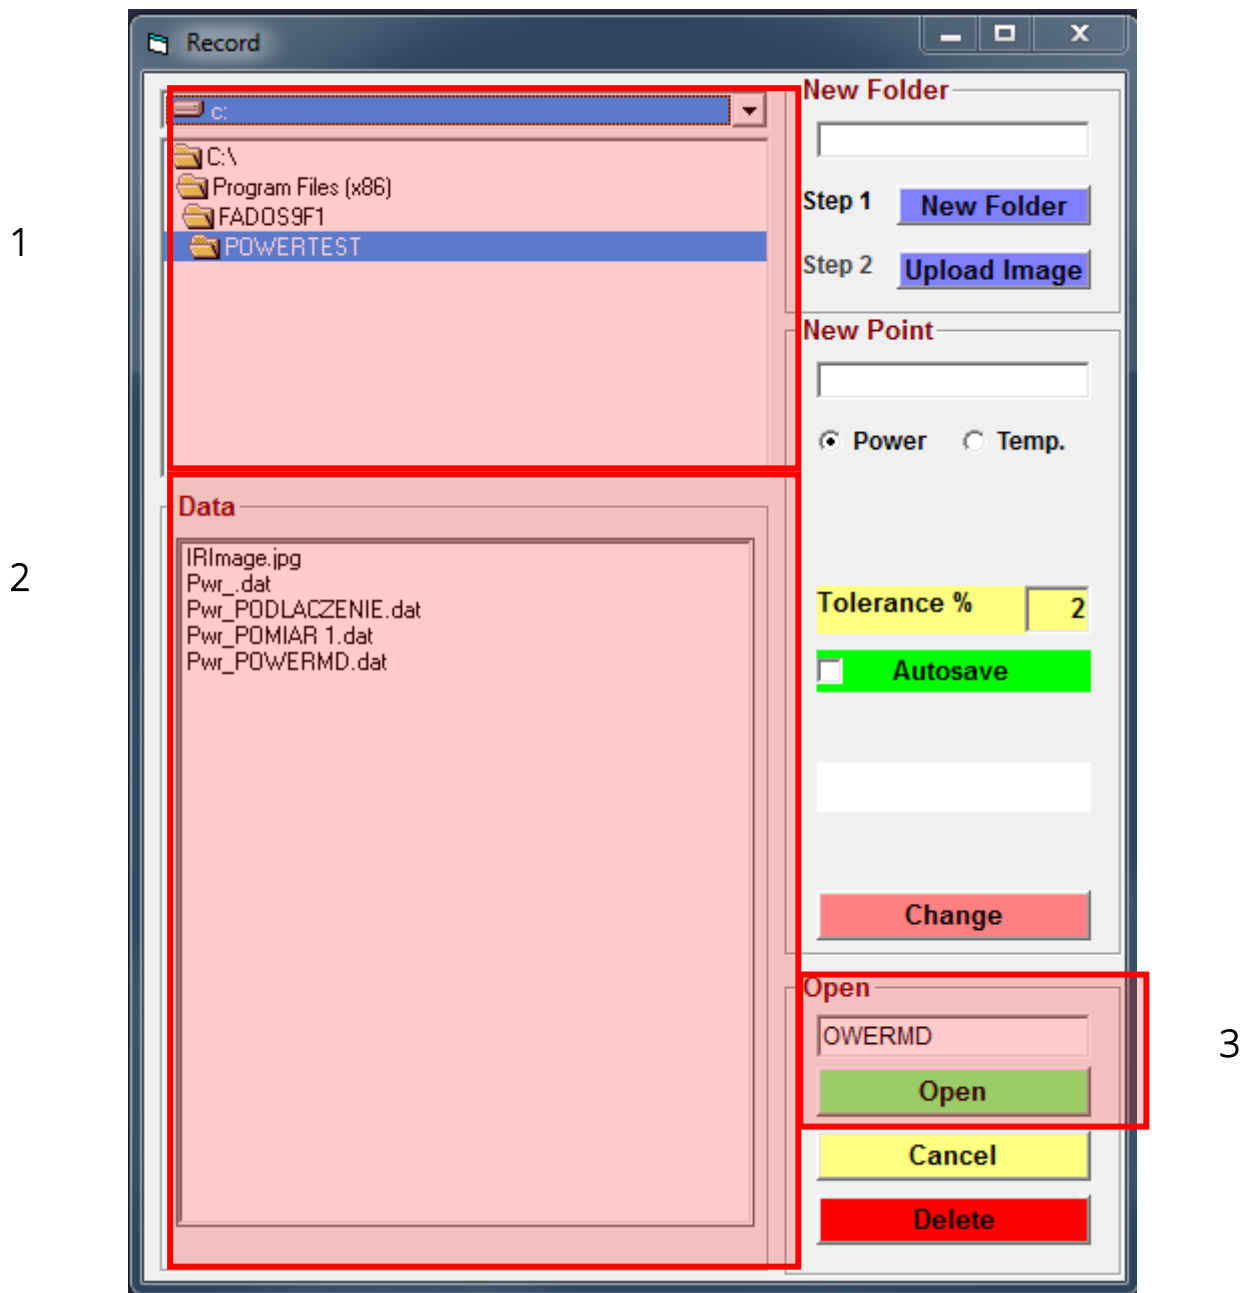 Record
c:
C:\
Program Files (x86)
FADOS9F1
POWERTEST
1
Data
IRImage.jpg
Pwr_.dat
Pwr_PODLACZENIE.dat
Pwr_POMIAR 1.dat
Pwr_POWERMD.dat
2
New Folder
Step 1 New Folder
Step 2 Upload Image
New Point
Power Temp.
Tolerance % 2
Autosave
Change
Open
OWERMD
Open
3
Cancel
Delete